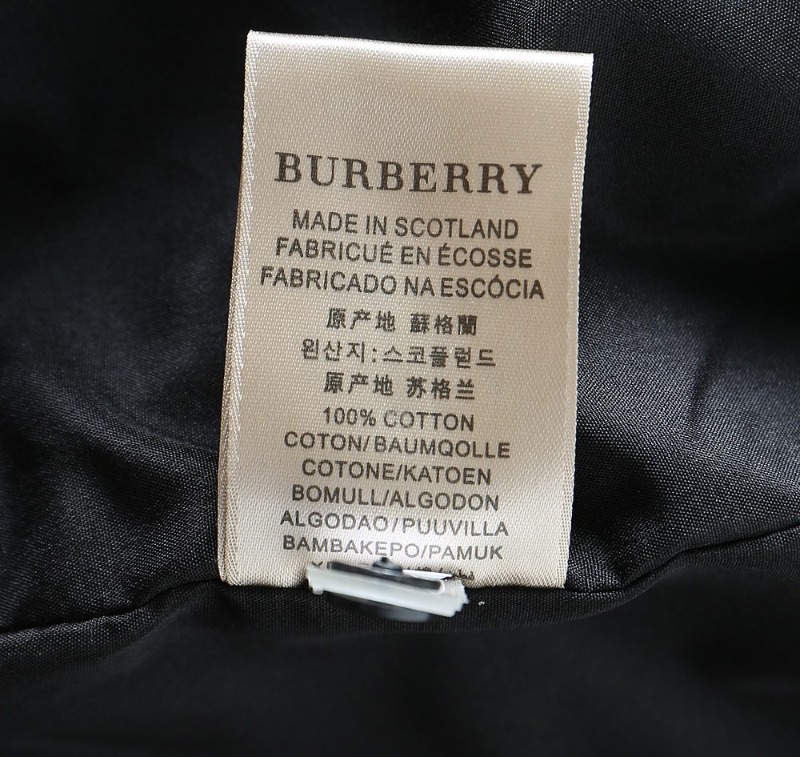 BURBERRY
MADE IN SCOTLAND
FABRICUÉ EN ÉCOSSE
FABRICADO NA ESCÓCIA
原产地 蘇格蘭
원산지:스코플린드
原产地 苏格兰
100% COTTON
COTON/BAUMQOLLE
COTONE/KATOEN
BOMULL/ALGODON
ALGODAO/PUUVILLA
BAMBAKEPO/PAMUK